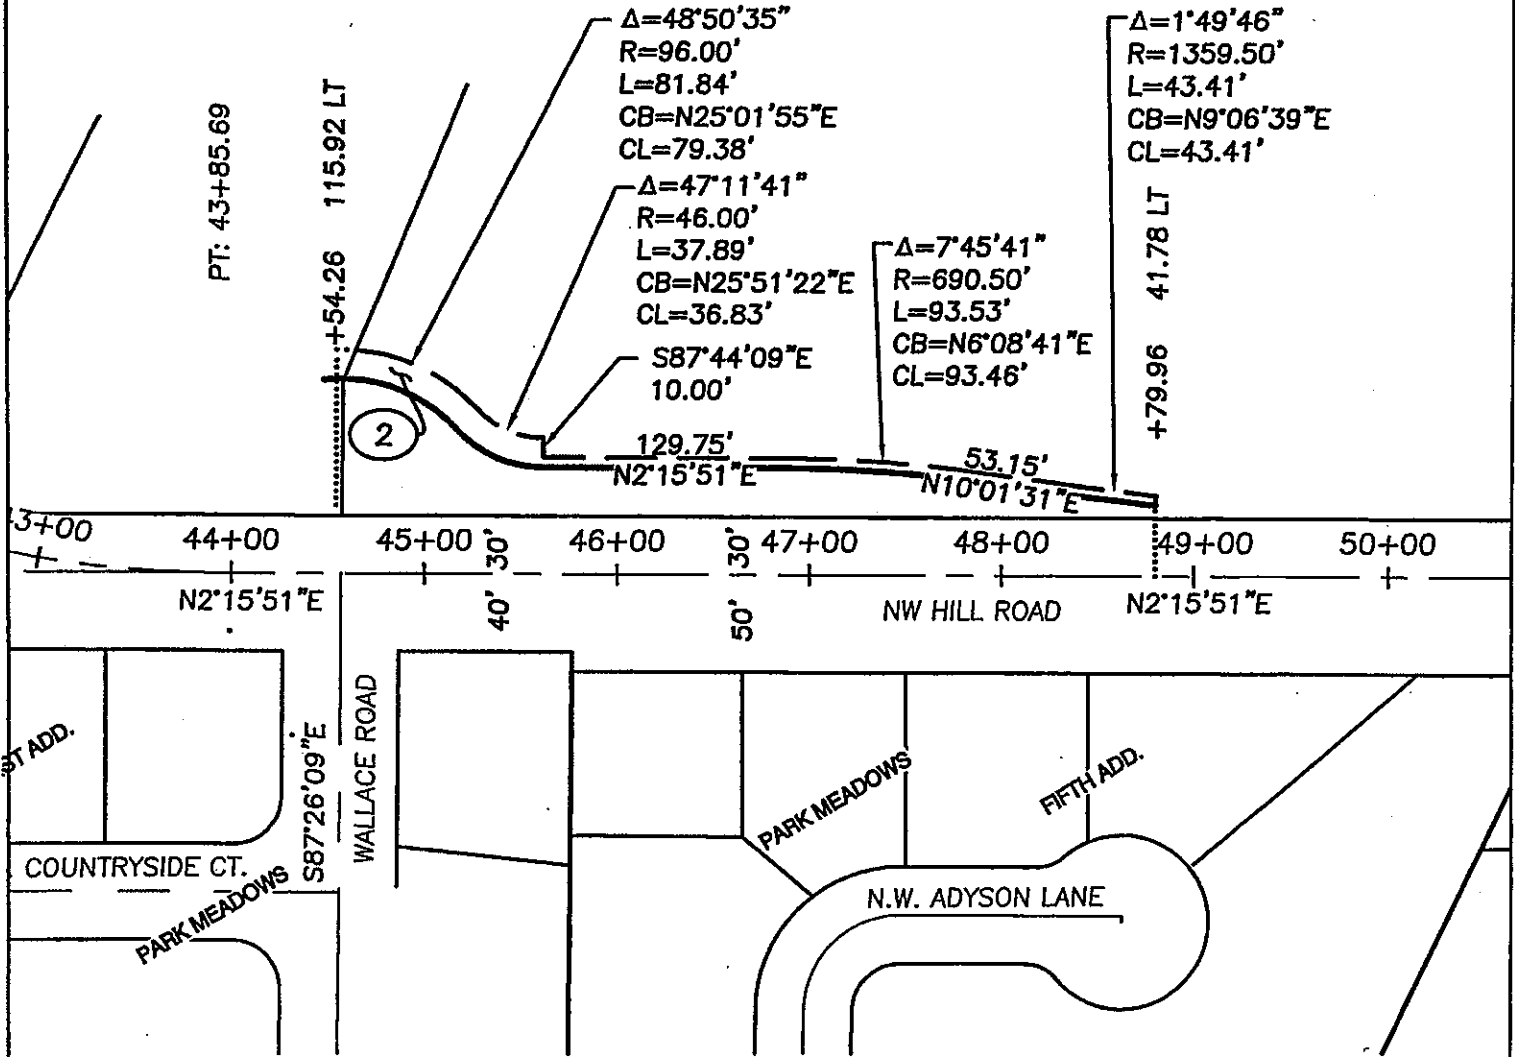 Δ=48°50'35"
R=96.00'
L=81.84'
CB=N25°01'55"E
CL=79.38'
Δ=1°49'46"
R=1359.50'
L=43.41'
CB=N9°06'39"E
CL=43.41'
PT: 43+85.69
+54.26 115.92 LT
Δ=47°11'41"
R=46.00'
L=37.89'
CB=N25°51'22"E
CL=36.83'
Δ=7°45'41"
R=690.50'
L=93.53'
CB=N6°08'41"E
CL=93.46'
+79.96 41.78 LT
S87°44'09"E
10.00'
2
129.75'
N2°15'51"E
53.15'
N10°01'31"E
3+00
44+00
45+00
30'
46+00
30'
47+00
48+00
49+00
50+00
N2°15'51"E
40'
50'
NW HILL ROAD
N2°15'51"E
ST ADD.
S87°26'09"E
WALLACE ROAD
PARK MEADOWS
FIFTH ADD.
COUNTRYSIDE CT.
PARK MEADOWS
N.W. ADYSON LANE